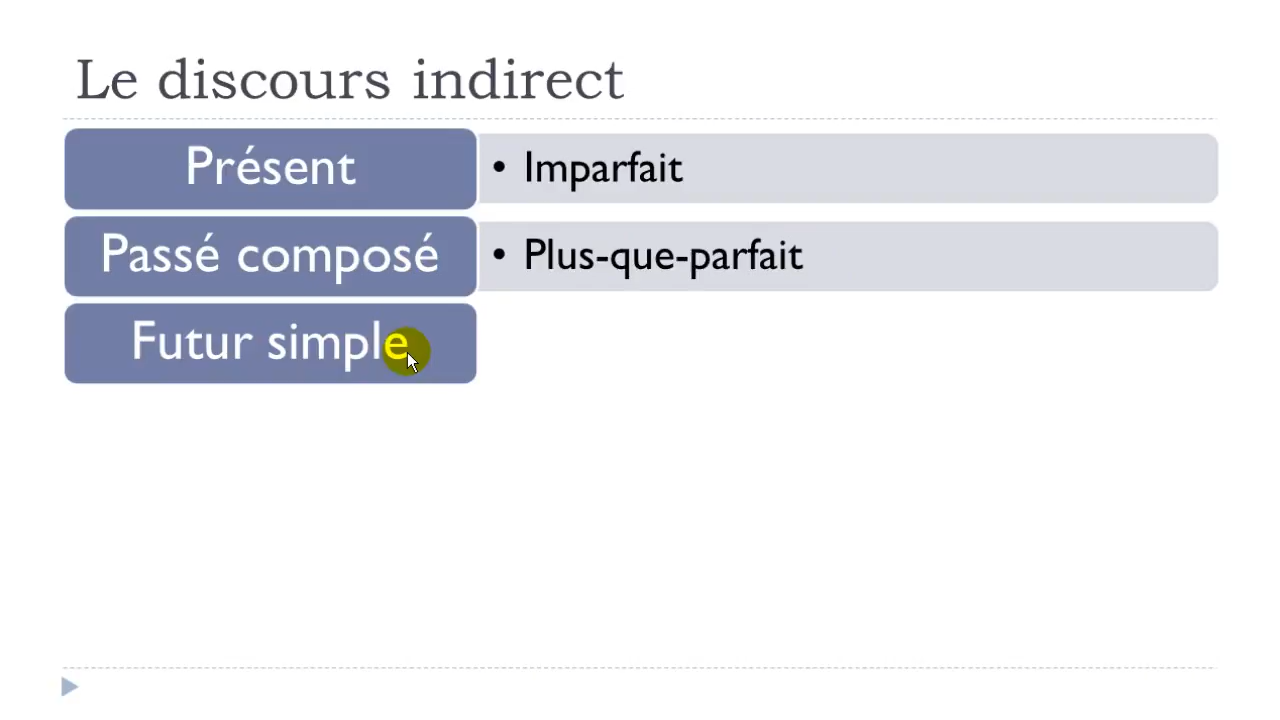 Le discours indirect
Présent
• Imparfait
Passé composé
• Plus-que-parfait
Futur simple